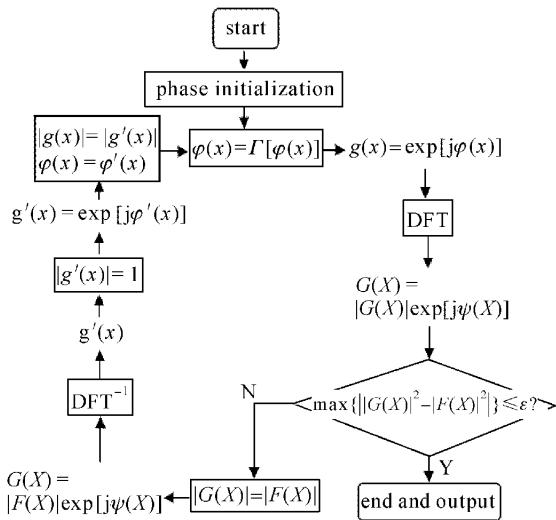 start
phase initialization
|g(x)|=|g′(x)|
φ(x)=φ′(x)
φ(x)=Γ[φ(x)]
g(x)=exp[jφ(x)]
DFT
G(X)=
|G(X)|exp[jψ(X)]
max{||G(X)|²−|F(X)|²|}≤ε?
N
Y
end and output
|G(X)|=|F(X)|
G(X)=
|F(X)|exp[jψ(X)]
DFT⁻¹
g′(x)
|g′(x)|=1
g′(x)=exp[jφ′(x)]